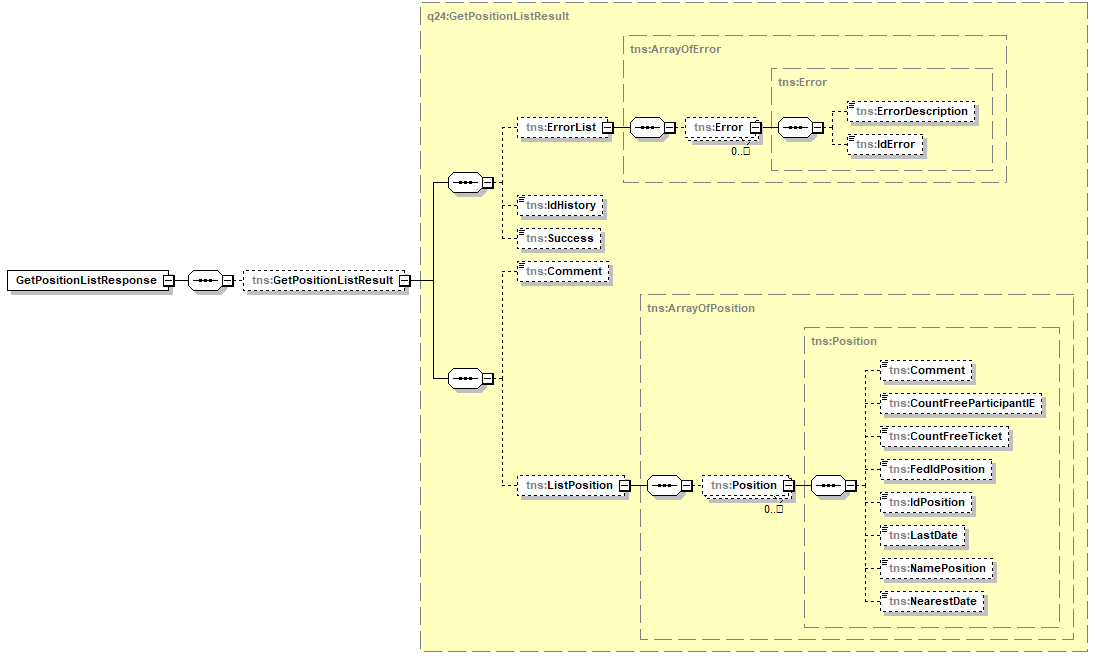 q24:GetPositionListResult
tns:ArrayOfError
tns:Error
tns:ErrorDescription
tns:ErrorList
tns:Error
tns:IdError
0..□
tns:IdHistory
tns:Success
tns:Comment
GetPositionListResponse
tns:GetPositionListResult
tns:ArrayOfPosition
tns:Position
tns:Comment
tns:CountFreeParticipantIE
tns:CountFreeTicket
tns:FedIdPosition
tns:ListPosition
tns:Position
tns:IdPosition
0..□
tns:LastDate
tns:NamePosition
tns:NearestDate